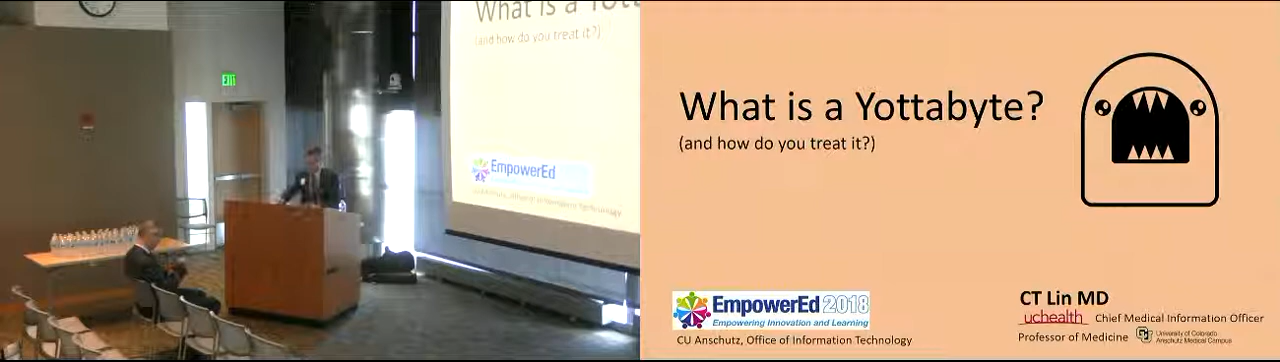 EXIT
What is a Yotta
(and how do you treat it?)
EmpowerEd
CU Anschutz, Office of Information Technology
What is a Yottabyte?
(and how do you treat it?)
EmpowerEd 2018
Empowering Innovation and Learning
CU Anschutz, Office of Information Technology
CT Lin MD
uchealth Chief Medical Information Officer
Professor of Medicine
University of Colorado
Anschutz Medical Campus